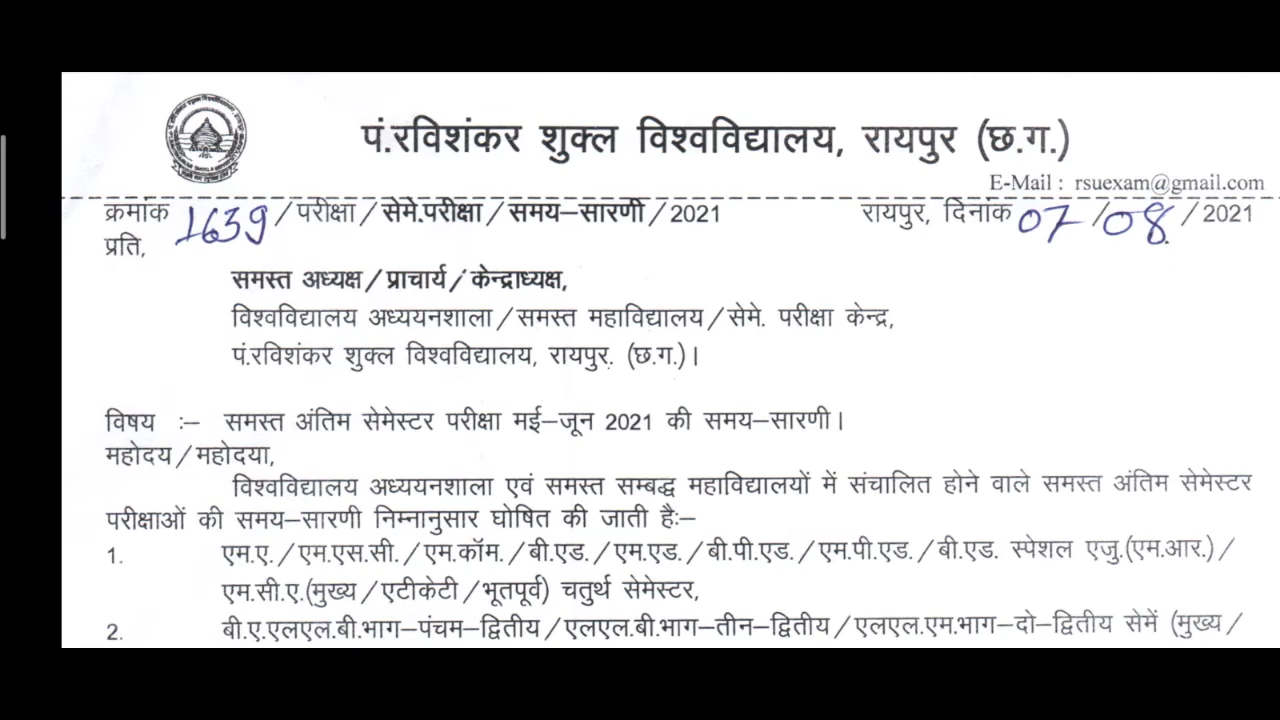 पं.रविशंकर शुक्ल विश्वविद्यालय, रायपुर (छ.ग.)
E-Mail : rsuexam@gmail.com
क्रमांक 1639/परीक्षा/सेमे.परीक्षा/समय–सारणी/2021 रायपुर, दिनांक 07/08/2021
प्रति,
समस्त अध्यक्ष/प्राचार्य/केन्द्राध्यक्ष,
विश्वविद्यालय अध्ययनशाला/समस्त महाविद्यालय/सेमे. परीक्षा केन्द्र,
पं.रविशंकर शुक्ल विश्वविद्यालय, रायपुर. (छ.ग.)।
विषय :– समस्त अंतिम सेमेस्टर परीक्षा मई–जून 2021 की समय–सारणी।
महोदय/महोदया,
विश्वविद्यालय अध्ययनशाला एवं समस्त सम्बद्ध महाविद्यालयों में संचालित होने वाले समस्त अंतिम सेमेस्टर
परीक्षाओं की समय–सारणी निम्नानुसार घोषित की जाती हैः–
1. एम.ए./एम.एस.सी./एम.कॉम./बी.एड./एम.एड./बी.पी.एड./एम.पी.एड./बी.एड. स्पेशल एजु.(एम.आर.)/
एम.सी.ए.(मुख्य/एटीकेटी/भूतपूर्व) चतुर्थ सेमेस्टर,
2. बी.ए.एलएल.बी.भाग–पंचम–द्वितीय/एलएल.बी.भाग–तीन–द्वितीय/एलएल.एम.भाग–दो–द्वितीय सेमें (मुख्य/